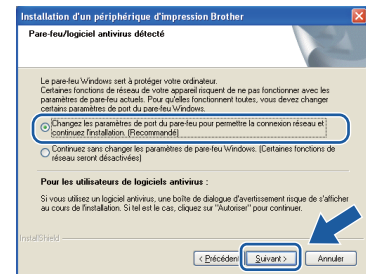 Installation d'un périphérique d'impression Brother
Pare-feu/logiciel antivirus détecté
Le pare-feu Windows sert à protéger votre ordinateur.
Certaines fonctions de réseau de votre appareil risquent de ne pas fonctionner avec les
paramètres de pare-feu actuels. Pour qu'elles fonctionnent toutes, vous devez changer
certains paramètres de port du pare-feu Windows.
Changez les paramètres de port du pare-feu pour permettre la connexion réseau et
continuez l'installation. (Recommandé)
Continuez sans changer les paramètres de pare-feu Windows. (Certaines fonctions de
réseau seront désactivées)
Pour les utilisateurs de logiciels antivirus :
Si vous utilisez un logiciel antivirus, une boîte de dialogue d'avertissement risque de s'afficher
au cours de l'installation. Si tel est le cas, cliquez sur "Autoriser" pour continuer.
InstallShield
< Précédent Suivant > Annuler